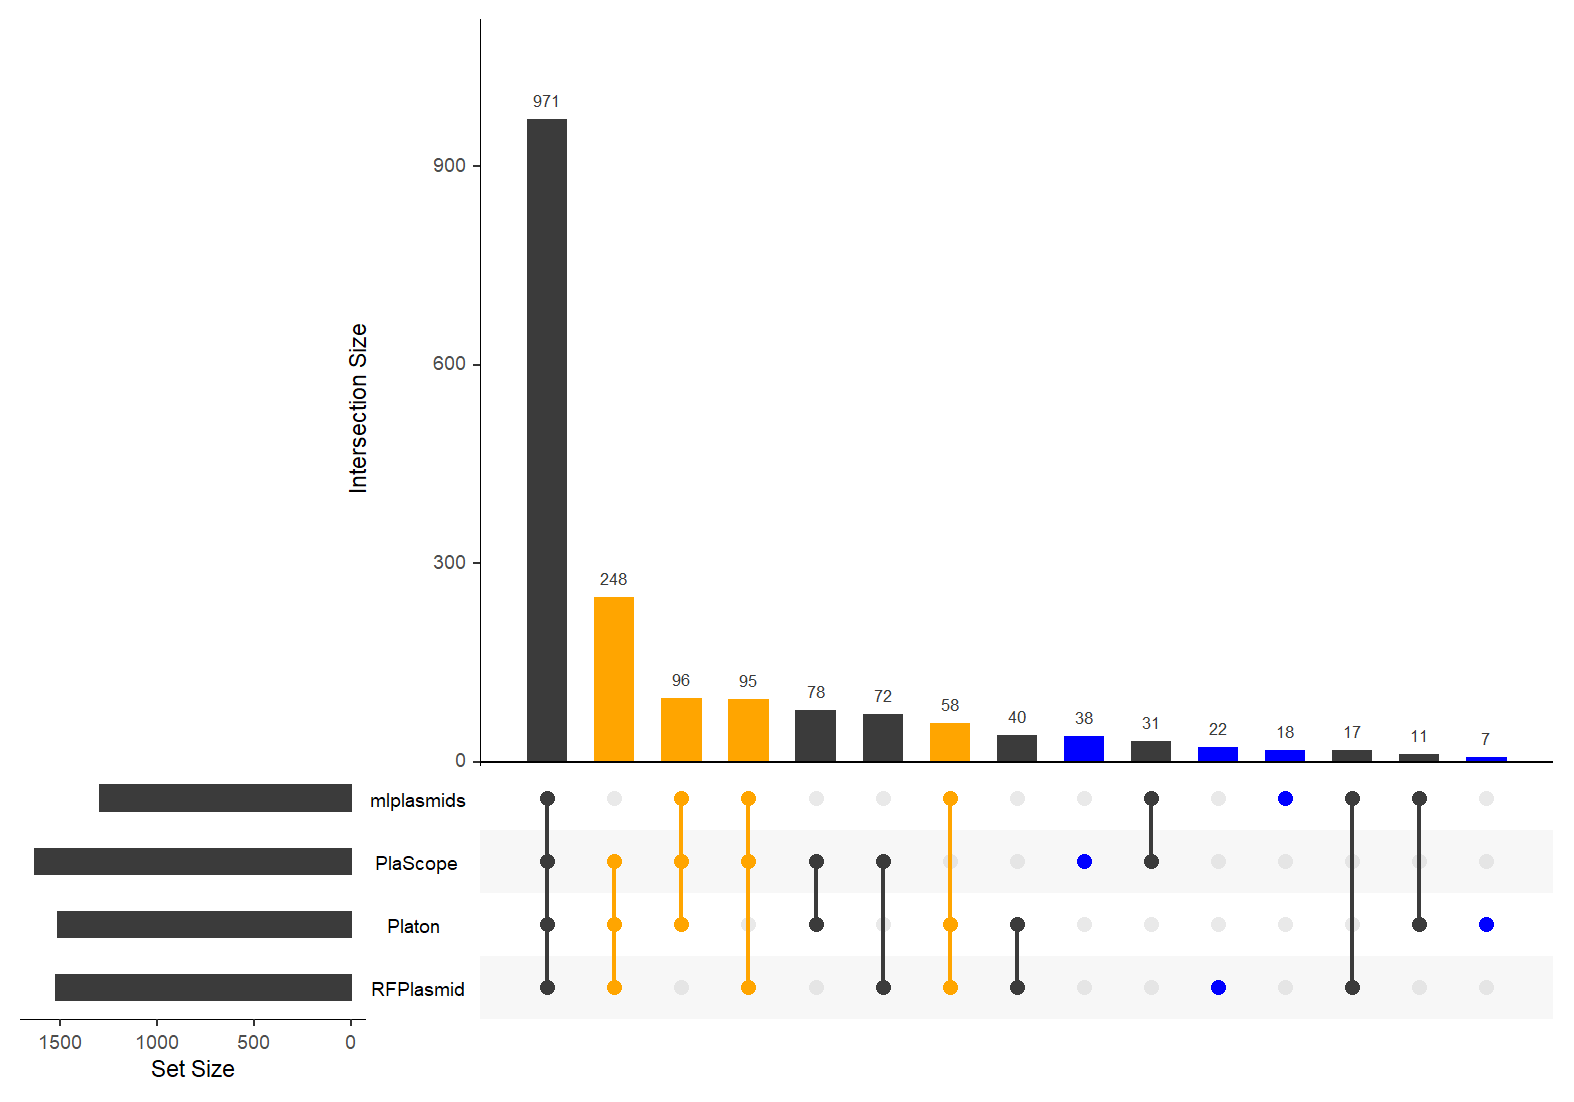 971
900
Intersection Size
600
300
248
96
95
78
72
58
40
38
31
22
18
17
11
7
0
mlplasmids
PlaScope
Platon
RFPlasmid
1500 1000 500 0
Set Size